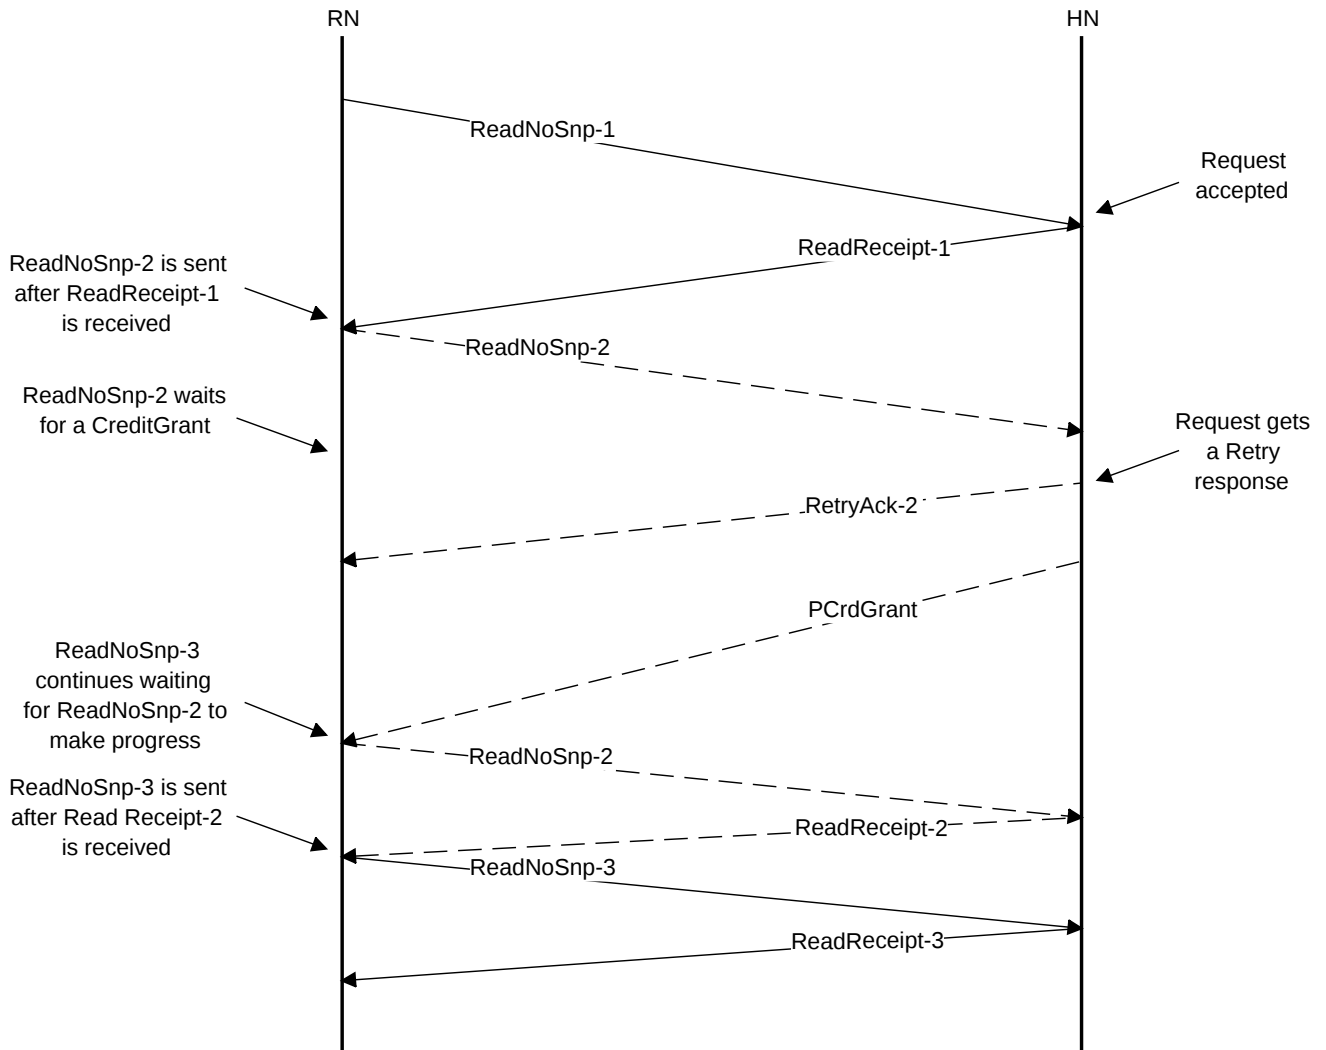 RN
HN
ReadNoSnp-1
Request
accepted
ReadReceipt-1
ReadNoSnp-2 is sent
after ReadReceipt-1
is received
ReadNoSnp-2
ReadNoSnp-2 waits
for a CreditGrant
Request gets
a Retry
response
RetryAck-2
PCrdGrant
ReadNoSnp-3
continues waiting
for ReadNoSnp-2 to
make progress
ReadNoSnp-2
ReadNoSnp-3 is sent
after Read Receipt-2
is received
ReadReceipt-2
ReadNoSnp-3
ReadReceipt-3